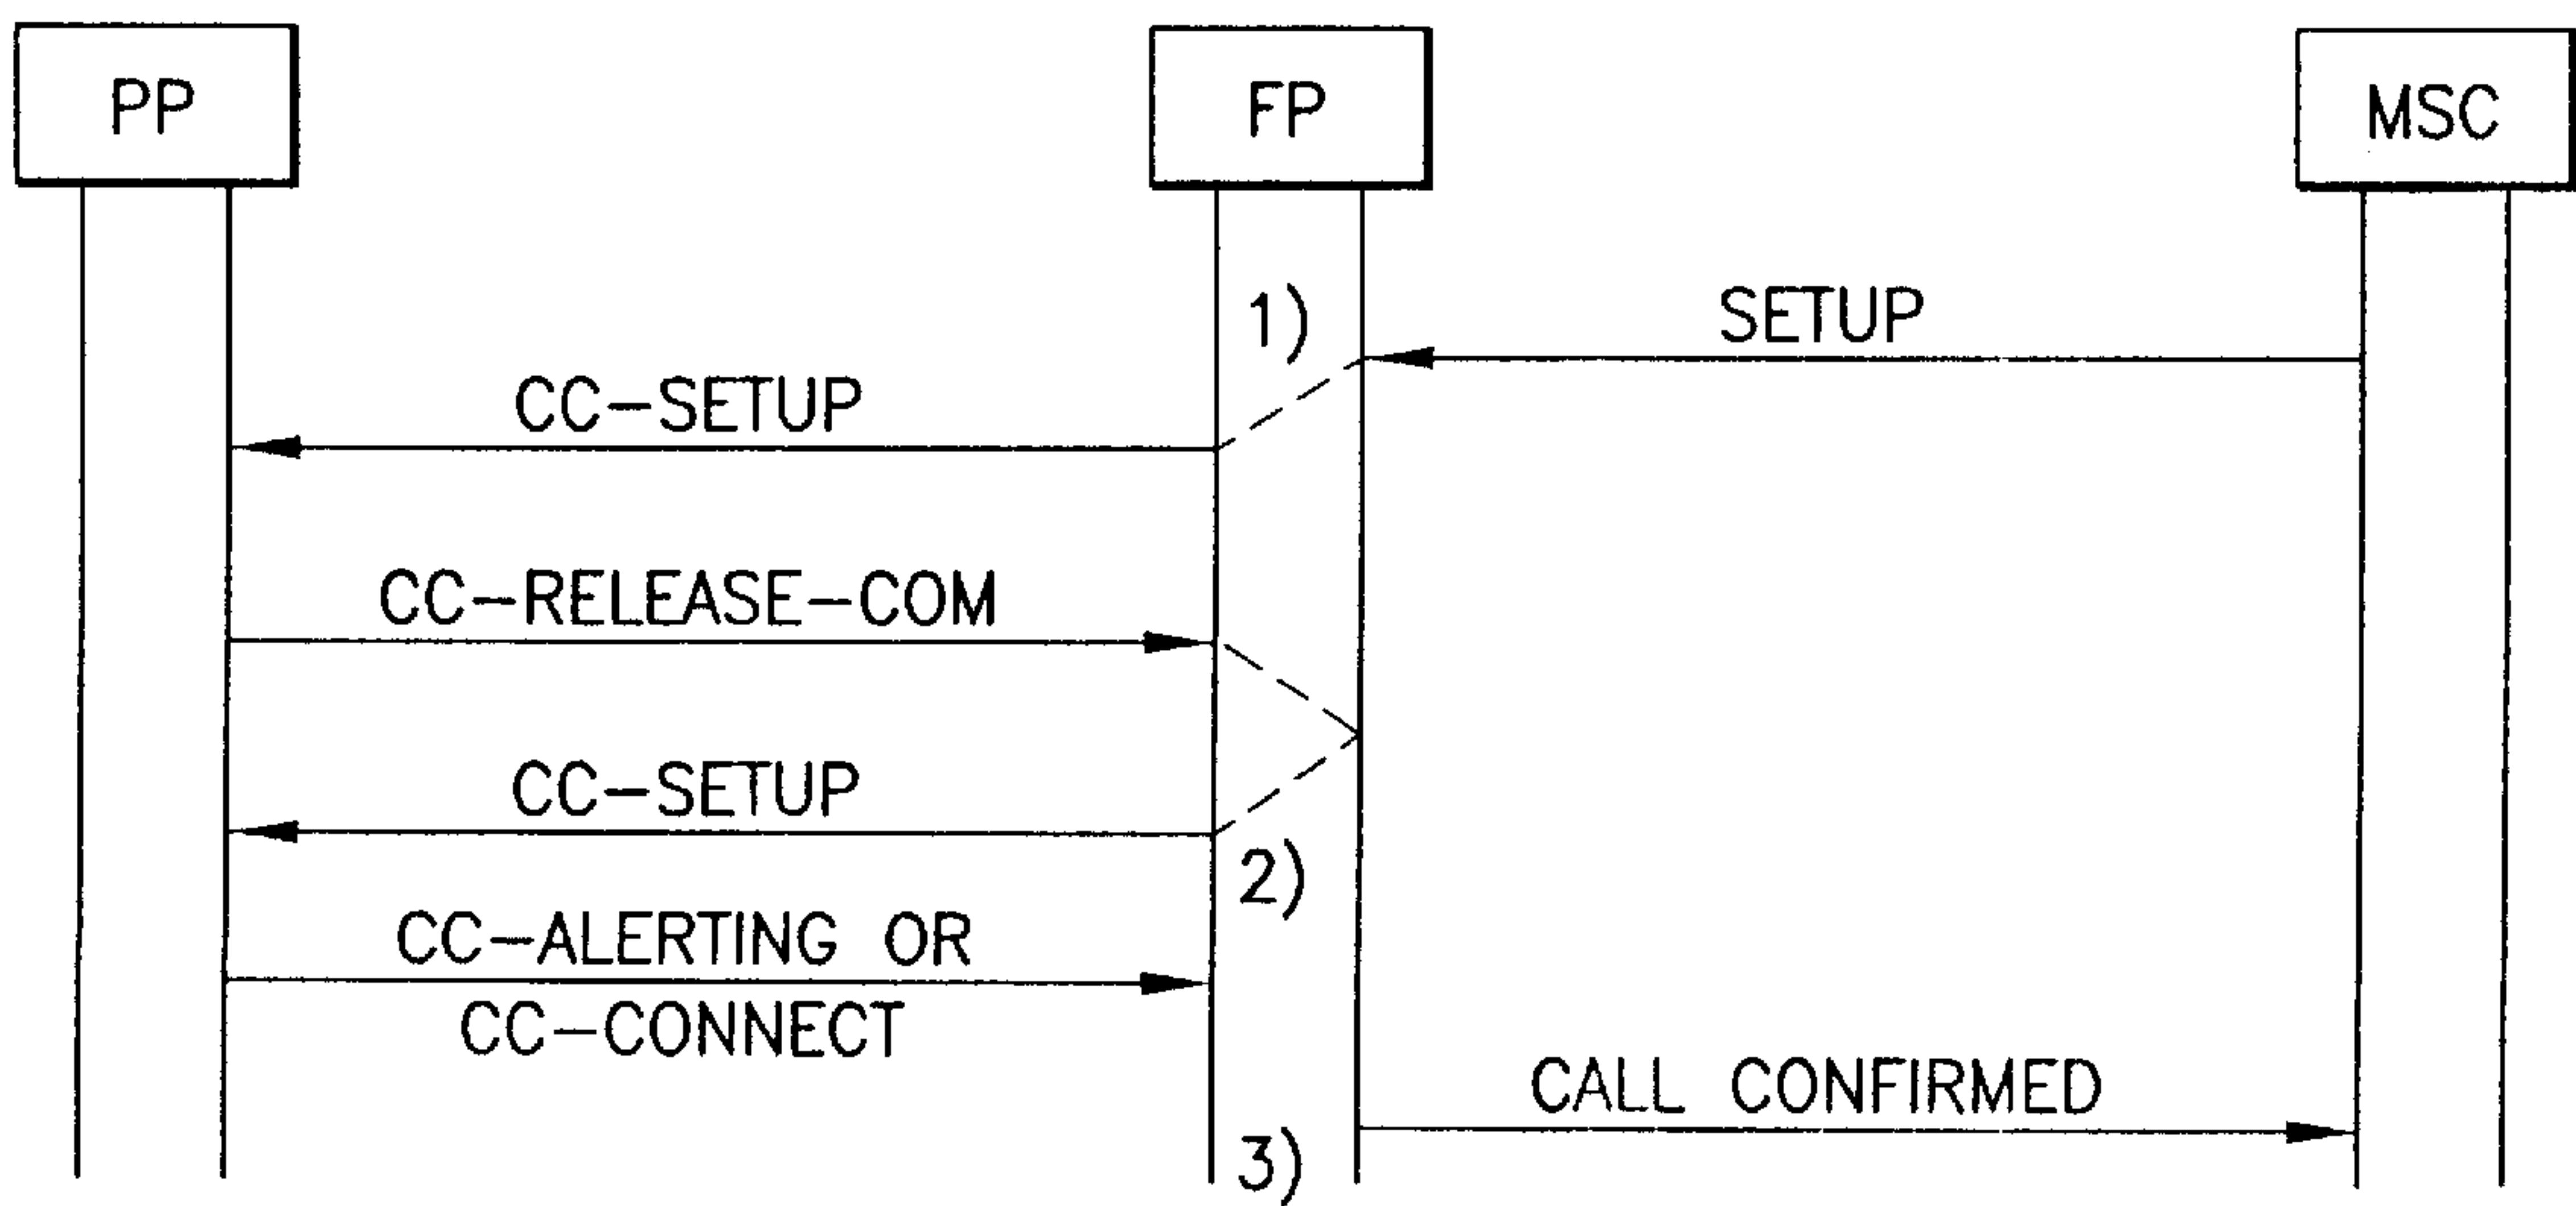 PP
FP
MSC
1)
SETUP
CC-SETUP
CC-RELEASE-COM
CC-SETUP
2)
CC-ALERTING OR
CC-CONNECT
CALL CONFIRMED
3)